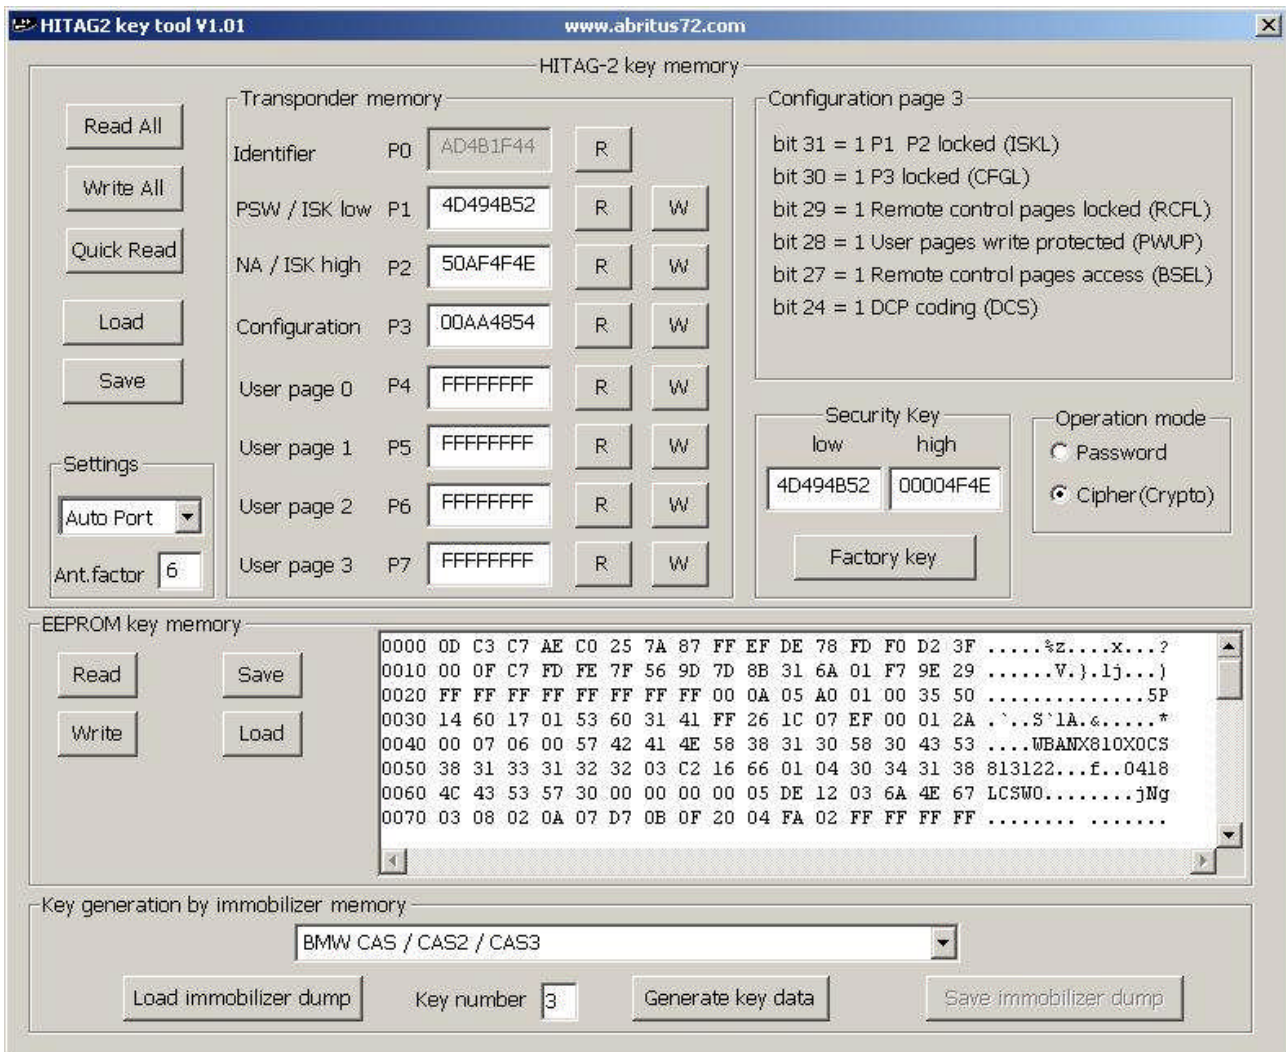 HITAG2 key tool V1.01 www.abritus72.com
HITAG-2 key memory
Read All
Write All
Quick Read
Load
Save
Settings
Auto Port
Ant.factor 6
Transponder memory
Identifier P0 AD4B1F44 R
PSW / ISK low P1 4D494B52 R W
NA / ISK high P2 50AF4F4E R W
Configuration P3 00AA4854 R W
User page 0 P4 FFFFFFFF R W
User page 1 P5 FFFFFFFF R W
User page 2 P6 FFFFFFFF R W
User page 3 P7 FFFFFFFF R W
Configuration page 3
bit 31 = 1 P1 P2 locked (ISKL)
bit 30 = 1 P3 locked (CFGL)
bit 29 = 1 Remote control pages locked (RCFL)
bit 28 = 1 User pages write protected (PWUP)
bit 27 = 1 Remote control pages access (BSEL)
bit 24 = 1 DCP coding (DCS)
Security Key
low high
4D494B52 00004F4E
Factory key
Operation mode
Password
Cipher(Crypto)
EEPROM key memory
Read Save
Write Load
0000 0D C3 C7 AE C0 25 7A 87 FF EF DE 78 FD F0 D2 3F .....%z....x...?
0010 00 0F C7 FD FE 7F 56 9D 7D 8B 31 6A 01 F7 9E 29 ......V.}.1j...)
0020 FF FF FF FF FF FF FF FF 00 0A 05 A0 01 00 35 50 ..............5P
0030 14 60 17 01 53 60 31 41 FF 26 1C 07 EF 00 01 2A .`..S`1A.&.....*
0040 00 07 06 00 57 42 41 4E 58 38 31 30 58 30 43 53 ....WBANX810X0CS
0050 38 31 33 31 32 32 03 C2 16 66 01 04 30 34 31 38 813122...f..0418
0060 4C 43 53 57 30 00 00 00 00 05 DE 12 03 6A 4E 67 LCSW0........jNg
0070 03 08 02 0A 07 D7 0B 0F 20 04 FA 02 FF FF FF FF ........ .......
Key generation by immobilizer memory
BMW CAS / CAS2 / CAS3
Load immobilizer dump Key number 3 Generate key data Save immobilizer dump